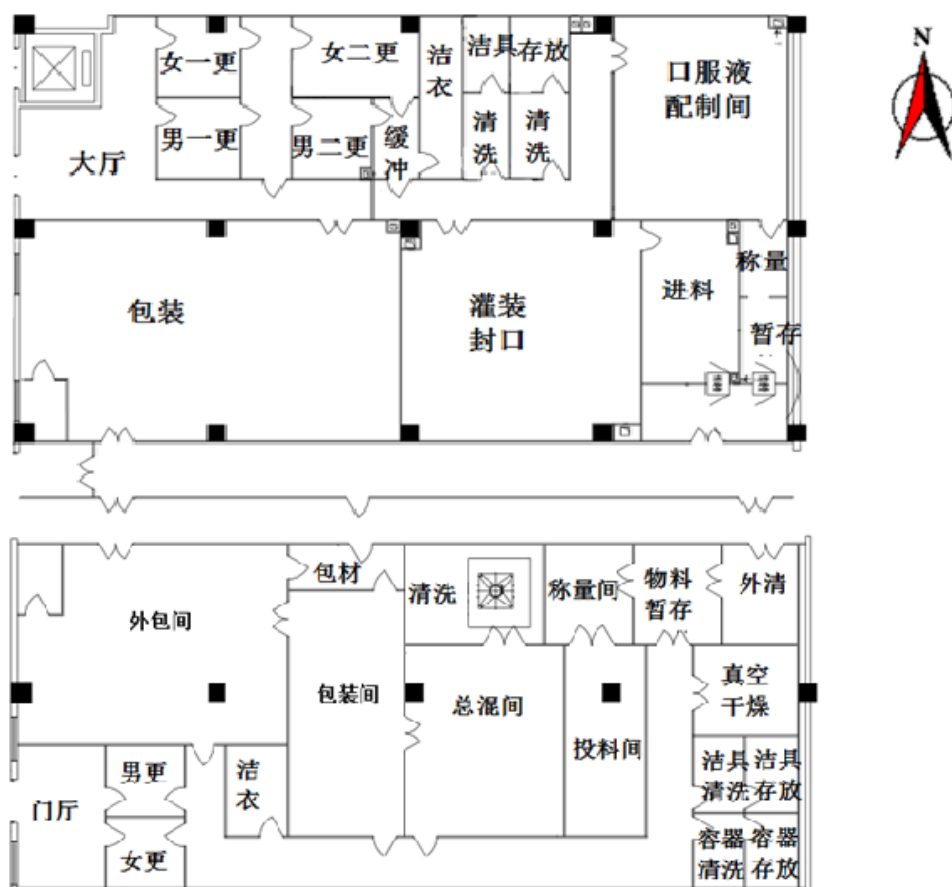 N
女一更
女二更
洁衣
洁具
存放
口服液
配制间
大厅
男一更
男二更
缓冲
清洗
清洗
包装
灌装
封口
进料
称量
暂存
包材
清洗
称量间
物料
暂存
外清
外包间
包装间
总混间
投料间
真空
干燥
门厅
男更
洁衣
洁具
清洗
洁具
存放
女更
容器
清洗
容器
存放